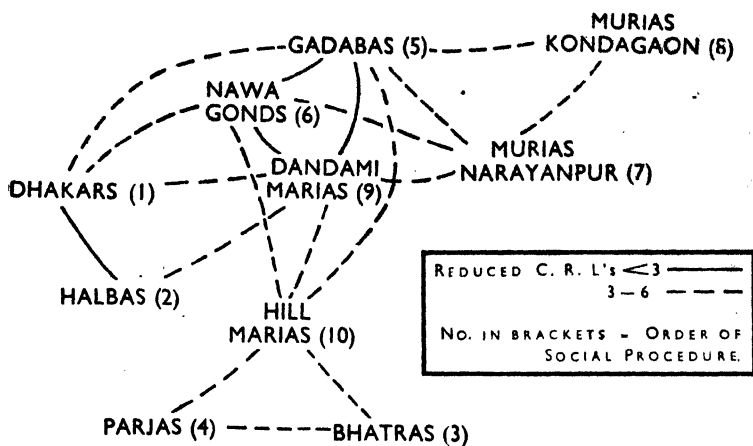 MURIAS
KONDAGAON (8)
GADABAS (5)
NAWA
GONDS (6)
MURIAS
NARAYANPUR (7)
DANDAMI
MARIAS (9)
DHAKARS (1)
HALBAS (2)
HILL
MARIAS (10)
PARJAS (4)
BHATRAS (3)
REDUCED C. R. L's <3
3 – 6
NO. IN BRACKETS = ORDER OF
SOCIAL PROCEDURE.